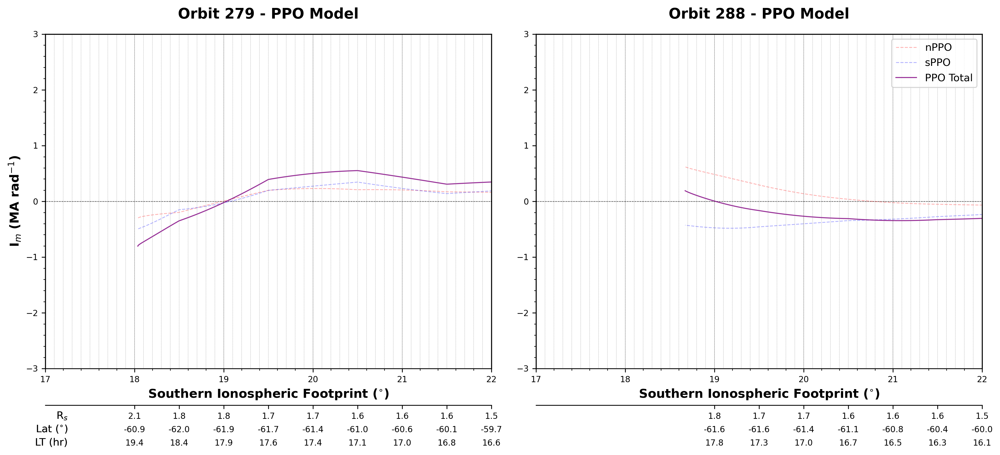 Orbit 279 - PPO Model
3
2
1
0
−1
−2
−3
I_m (MA rad⁻¹)
17 18 19 20 21 22
Southern Ionospheric Footprint (°)
R_s 2.1 1.8 1.8 1.7 1.7 1.6 1.6 1.6 1.5
Lat (°) -60.9 -62.0 -61.9 -61.7 -61.4 -61.0 -60.6 -60.1 -59.7
LT (hr) 19.4 18.4 17.9 17.6 17.4 17.1 17.0 16.8 16.6
Orbit 288 - PPO Model
nPPO
sPPO
PPO Total
3
2
1
0
−1
−2
−3
17 18 19 20 21 22
Southern Ionospheric Footprint (°)
1.8 1.7 1.7 1.6 1.6 1.6 1.5
-61.6 -61.6 -61.4 -61.1 -60.8 -60.4 -60.0
17.8 17.3 17.0 16.7 16.5 16.3 16.1